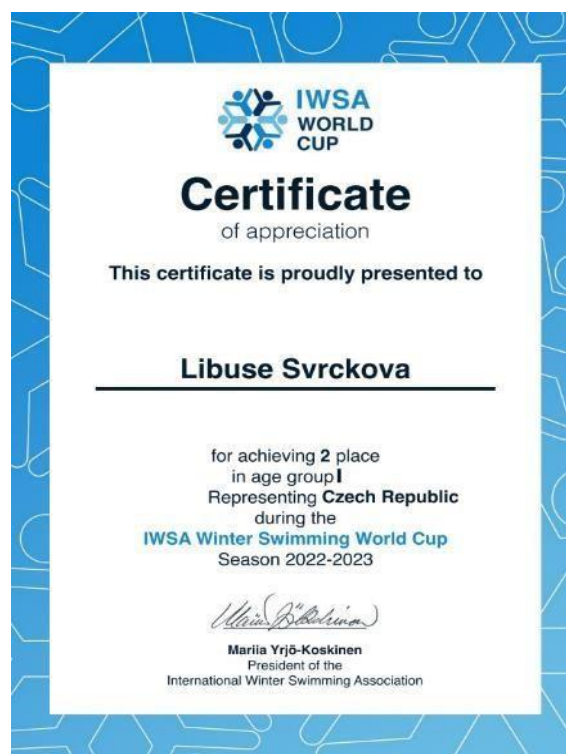 IWSA
WORLD
CUP
Certificate
of appreciation
This certificate is proudly presented to
Libuse Svrckova
for achieving 2 place
in age group I
Representing Czech Republic
during the
IWSA Winter Swimming World Cup
Season 2022-2023
Mariia Yrjö-Koskinen
President of the
International Winter Swimming Association